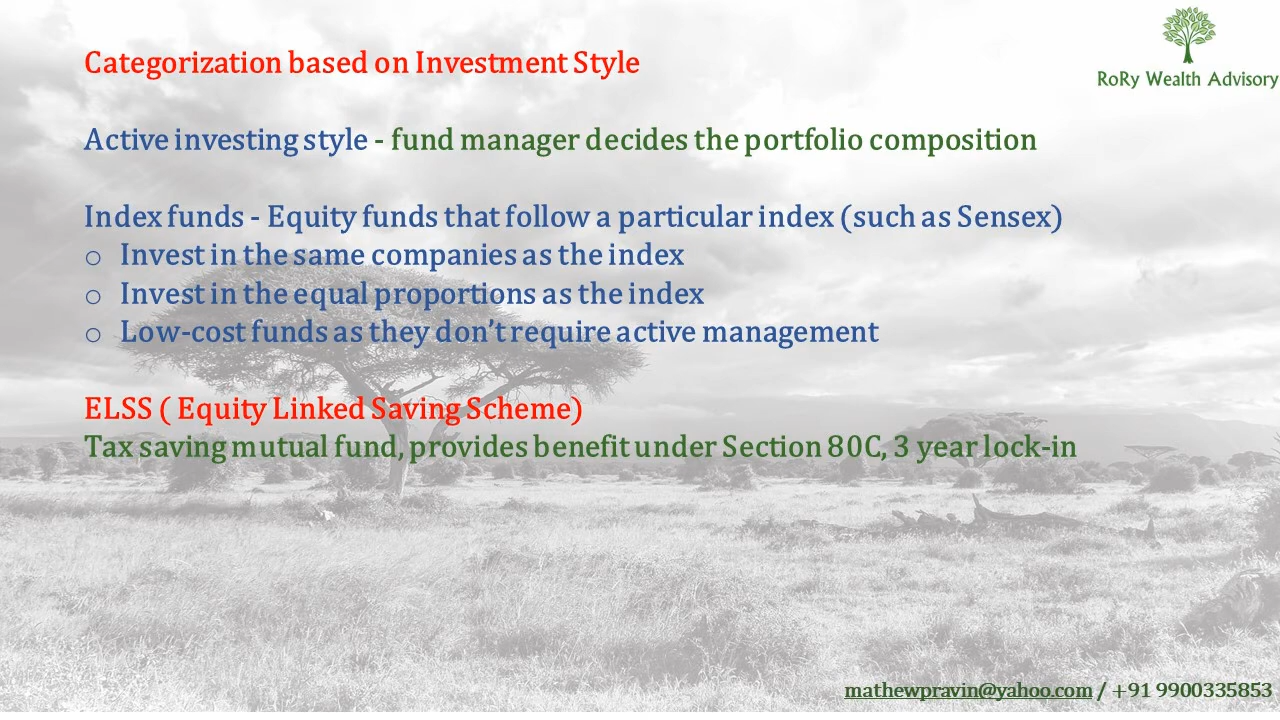 RoRy Wealth Advisory
Categorization based on Investment Style
Active investing style - fund manager decides the portfolio composition
Index funds - Equity funds that follow a particular index (such as Sensex)
o Invest in the same companies as the index
o Invest in the equal proportions as the index
o Low-cost funds as they don’t require active management
ELSS ( Equity Linked Saving Scheme)
Tax saving mutual fund, provides benefit under Section 80C, 3 year lock-in
mathewpravin@yahoo.com / +91 9900335853